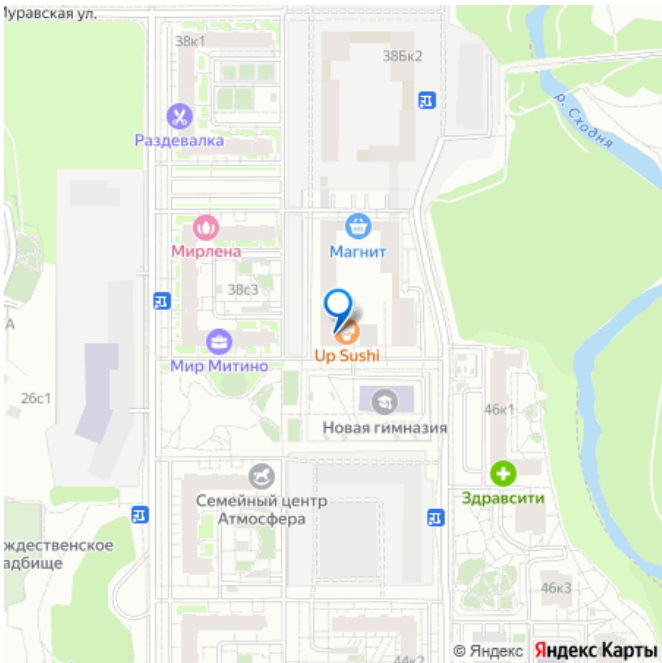 Муравская ул.
38к1
38Бк2
р. Сходня
Раздевалка
Мирлена
Магнит
38с3
А
Up Sushi
Мир Митино
26с1
Новая гимназия
46к1
Здравсити
Семейный центр
Атмосфера
ждественское
адбище
46к3
44к2
© Яндекс Яндекс Карты